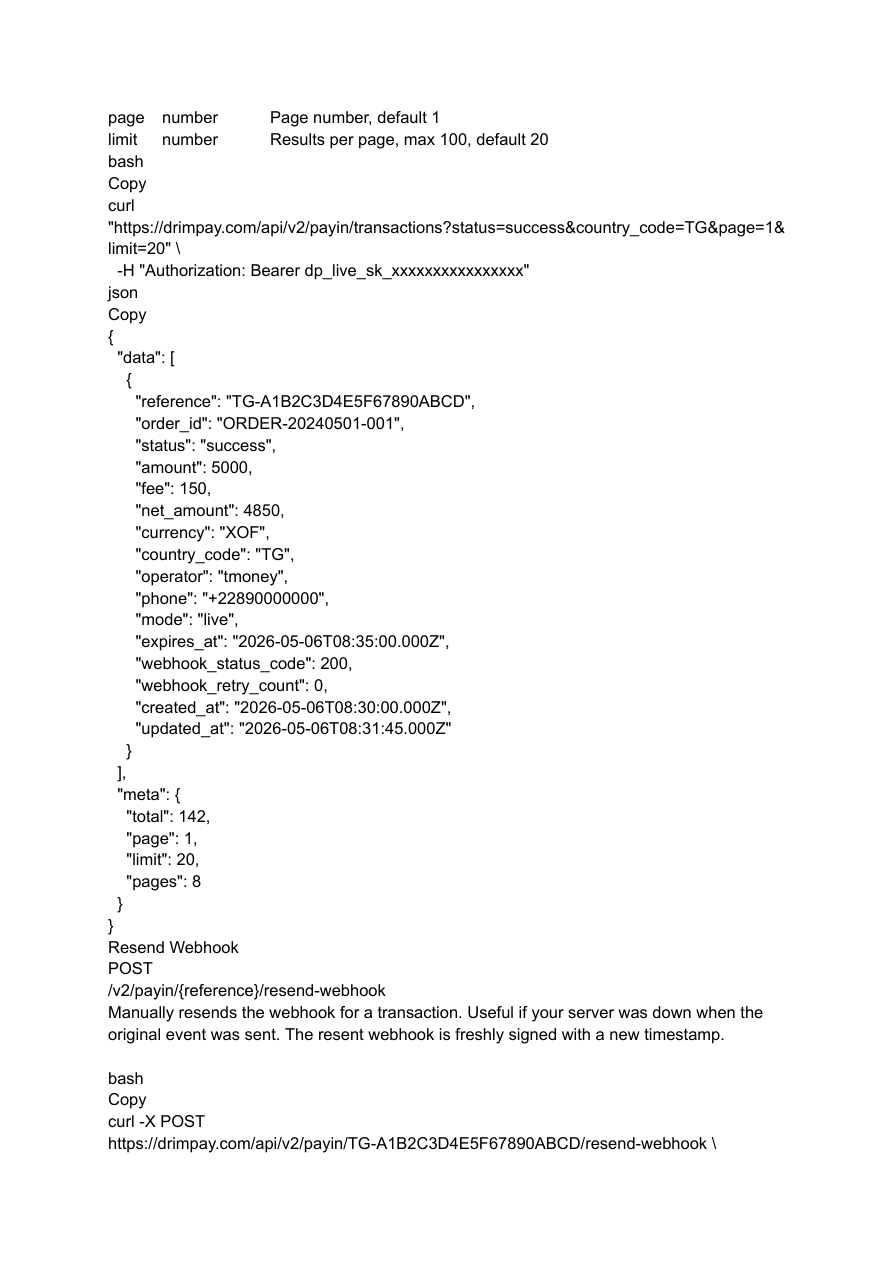 page number Page number, default 1
limit number Results per page, max 100, default 20
bash
Copy
curl
"https://drimpay.com/api/v2/payin/transactions?status=success&country_code=TG&page=1&
limit=20" \
-H "Authorization: Bearer dp_live_sk_xxxxxxxxxxxxxxxx"
json
Copy
{
"data": [
{
"reference": "TG-A1B2C3D4E5F67890ABCD",
"order_id": "ORDER-20240501-001",
"status": "success",
"amount": 5000,
"fee": 150,
"net_amount": 4850,
"currency": "XOF",
"country_code": "TG",
"operator": "tmoney",
"phone": "+22890000000",
"mode": "live",
"expires_at": "2026-05-06T08:35:00.000Z",
"webhook_status_code": 200,
"webhook_retry_count": 0,
"created_at": "2026-05-06T08:30:00.000Z",
"updated_at": "2026-05-06T08:31:45.000Z"
}
],
"meta": {
"total": 142,
"page": 1,
"limit": 20,
"pages": 8
}
}
Resend Webhook
POST
/v2/payin/{reference}/resend-webhook
Manually resends the webhook for a transaction. Useful if your server was down when the
original event was sent. The resent webhook is freshly signed with a new timestamp.
bash
Copy
curl -X POST
https://drimpay.com/api/v2/payin/TG-A1B2C3D4E5F67890ABCD/resend-webhook \